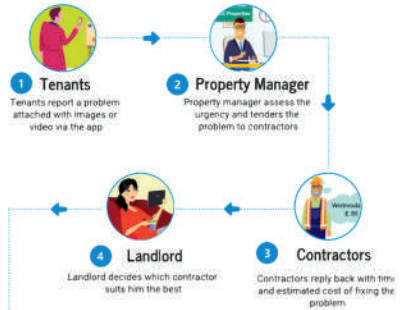 Properties
1 Tenants
Tenants report a problem
attached with images or
video via the app
2 Property Manager
Property manager assess the
urgency and tenders the
problem to contractors
4 Landlord
Landlord decides which contractor
suits him the best
3 Contractors
Contractors reply back with
and estimated cost of fixing the
problem